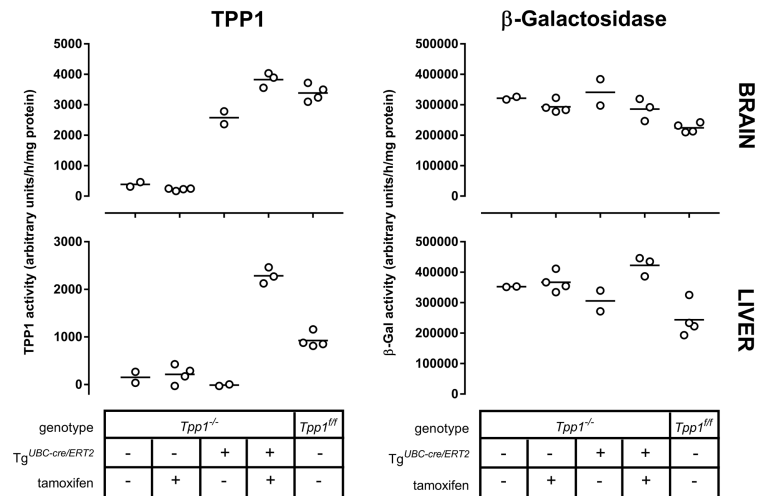 TPP1
β-Galactosidase
TPP1 activity (arbitrary units/h/mg protein)
5000
4000
3000
2000
1000
0
3000
2000
1000
0
β-Gal activity (arbitrary units/h/mg protein)
500000
400000
300000
200000
100000
0
500000
400000
300000
200000
100000
0
BRAIN
LIVER
genotype Tpp1-/- Tpp1f/f
TgUBC-cre/ERT2 - - + + -
tamoxifen - + - + -
genotype Tpp1-/- Tpp1f/f
TgUBC-cre/ERT2 - - + + -
tamoxifen - + - + -